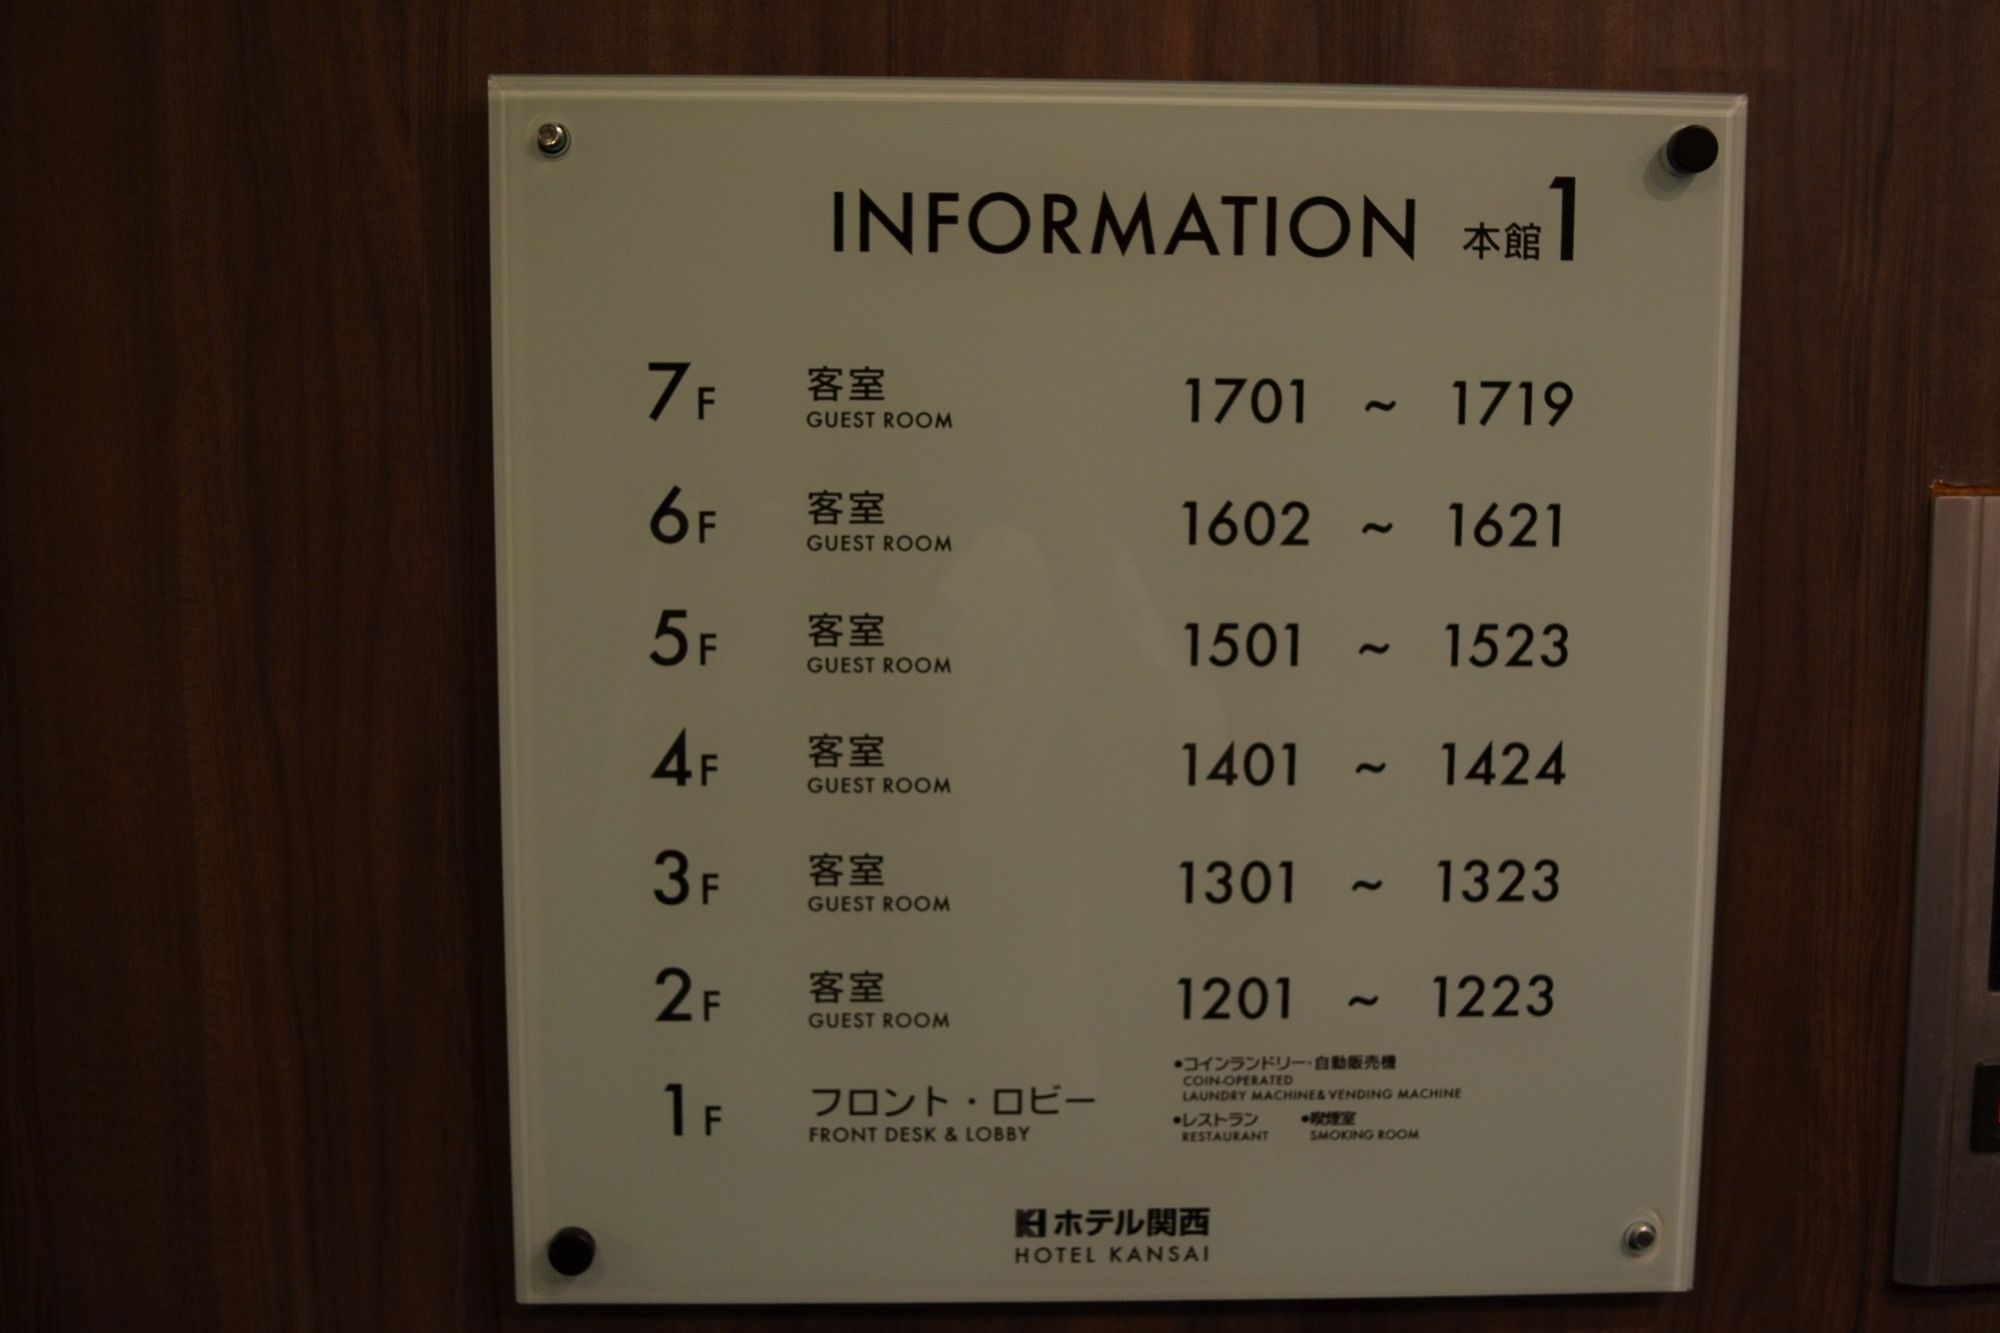 INFORMATION 本館1
7F 客室 1701 ~ 1719
GUEST ROOM
6F 客室 1602 ~ 1621
GUEST ROOM
5F 客室 1501 ~ 1523
GUEST ROOM
4F 客室 1401 ~ 1424
GUEST ROOM
3F 客室 1301 ~ 1323
GUEST ROOM
2F 客室 1201 ~ 1223
GUEST ROOM
1F フロント・ロビー
FRONT DESK & LOBBY
●コインランドリー・自動販売機
COIN-OPERATED
LAUNDRY MACHINE & VENDING MACHINE
●レストラン ●喫煙室
RESTAURANT SMOKING ROOM
ホテル関西
HOTEL KANSAI